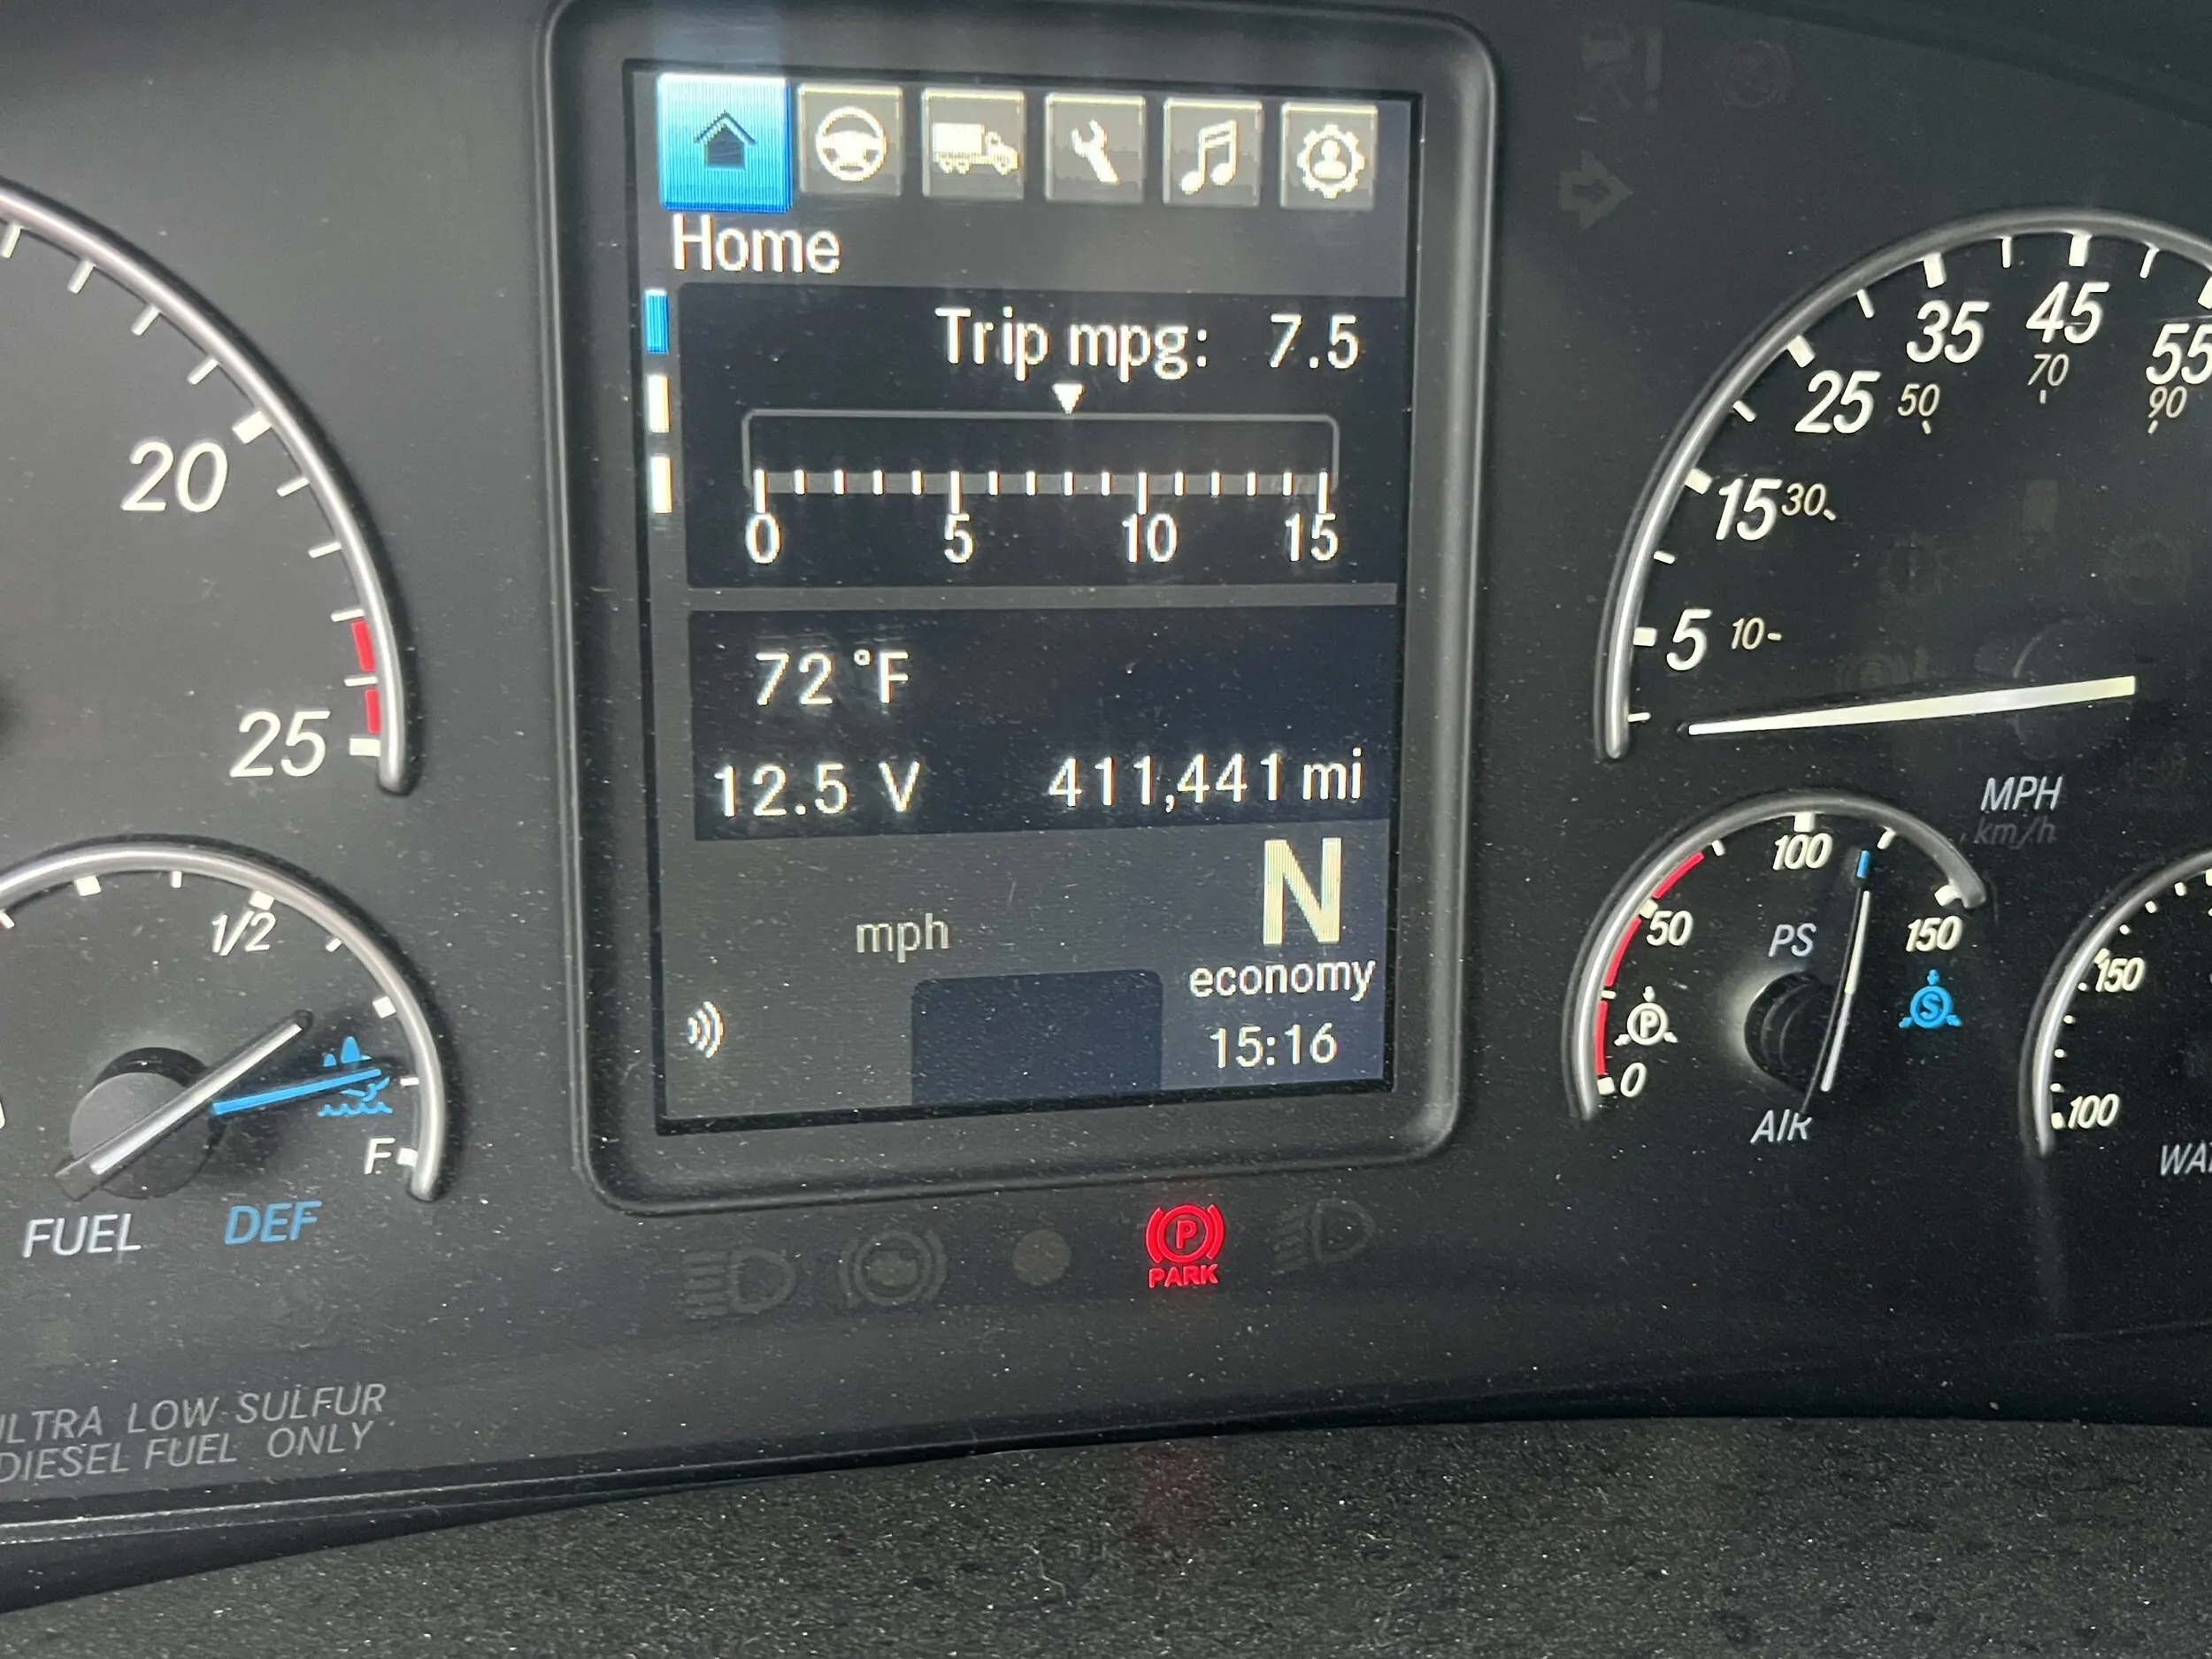 Home
Trip mpg: 7.5
0 5 10 15
72 °F
12.5 V 411,441 mi
mph
N
economy
15:16
20
25
1/2
F
FUEL DEF
ULTRA LOW SULFUR
DIESEL FUEL ONLY
P
PARK
5 15 25 35 45 55
10 30 50 70 90
MPH
km/h
0 50 100 150
PS
P
S
AIR
150
100